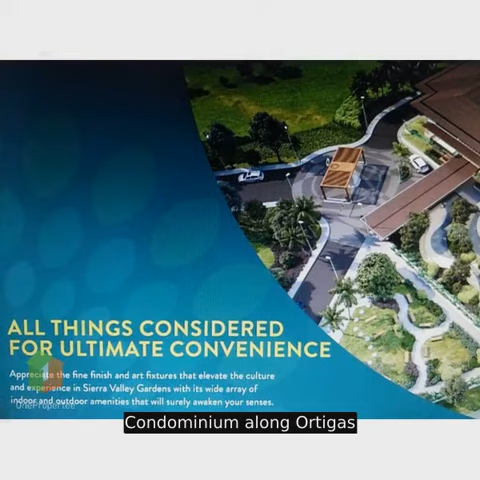 ALL THINGS CONSIDERED
FOR ULTIMATE CONVENIENCE
Appreciate the fine finish and art fixtures that elevate the culture
and experience in Sierra Valley Gardens with its wide array of
indoor and outdoor amenities that will surely awaken your senses.
OnePropertee
Condominium along Ortigas